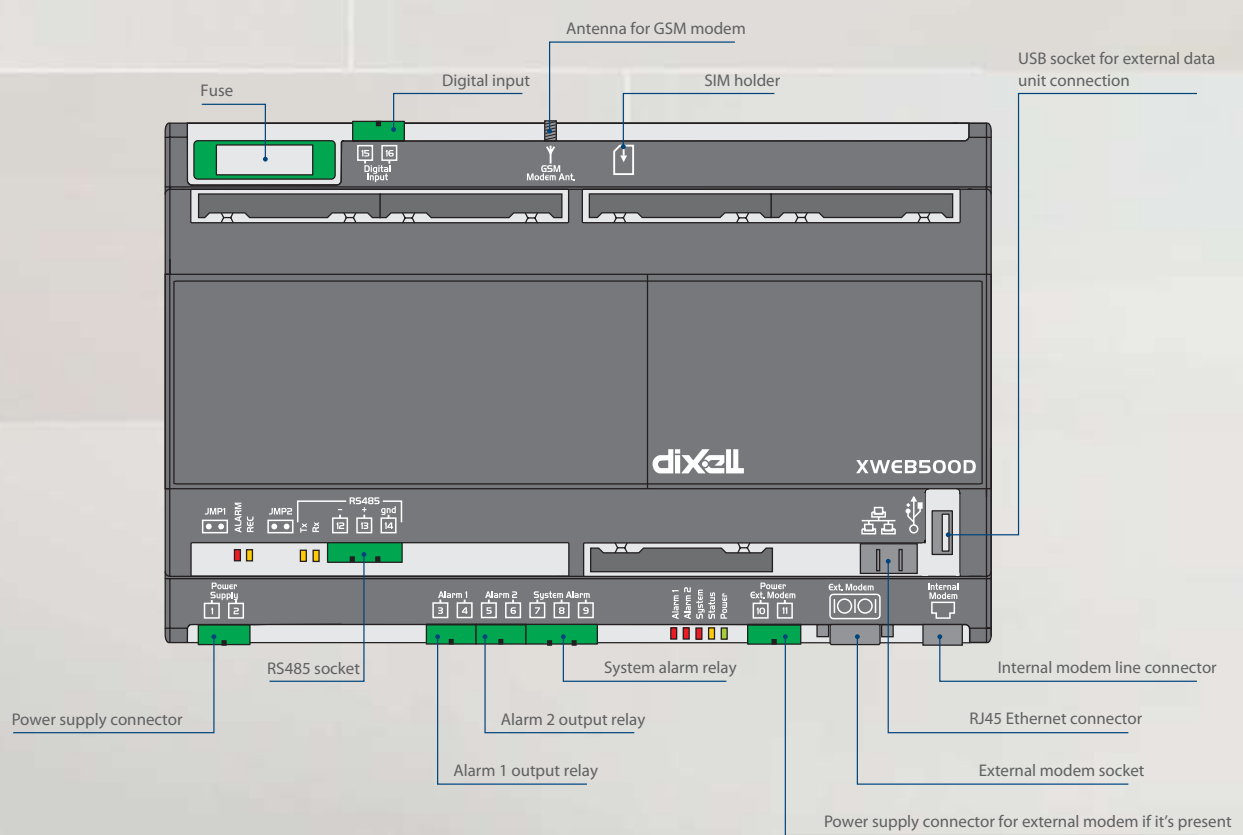 Antenna for GSM modem
USB socket for external data
unit connection
Digital input
SIM holder
Fuse
15 16
Digital
Input
GSM
Modem Ant.
dixell
XWEB500D
RS485
JMP1
ALARM
REC
JMP2
Tx
Rx
- + gnd
12 13 14
Power
Supply
1 2
Alarm 1
3 4
Alarm 2
5 6
System Alarm
7 8 9
Alarm 1
Alarm 2
System
Status
Power
Power
Ext. Modem
10 11
Ext. Modem
Internal
Modem
RS485 socket
System alarm relay
Internal modem line connector
Power supply connector
Alarm 2 output relay
RJ45 Ethernet connector
Alarm 1 output relay
External modem socket
Power supply connector for external modem if it's present